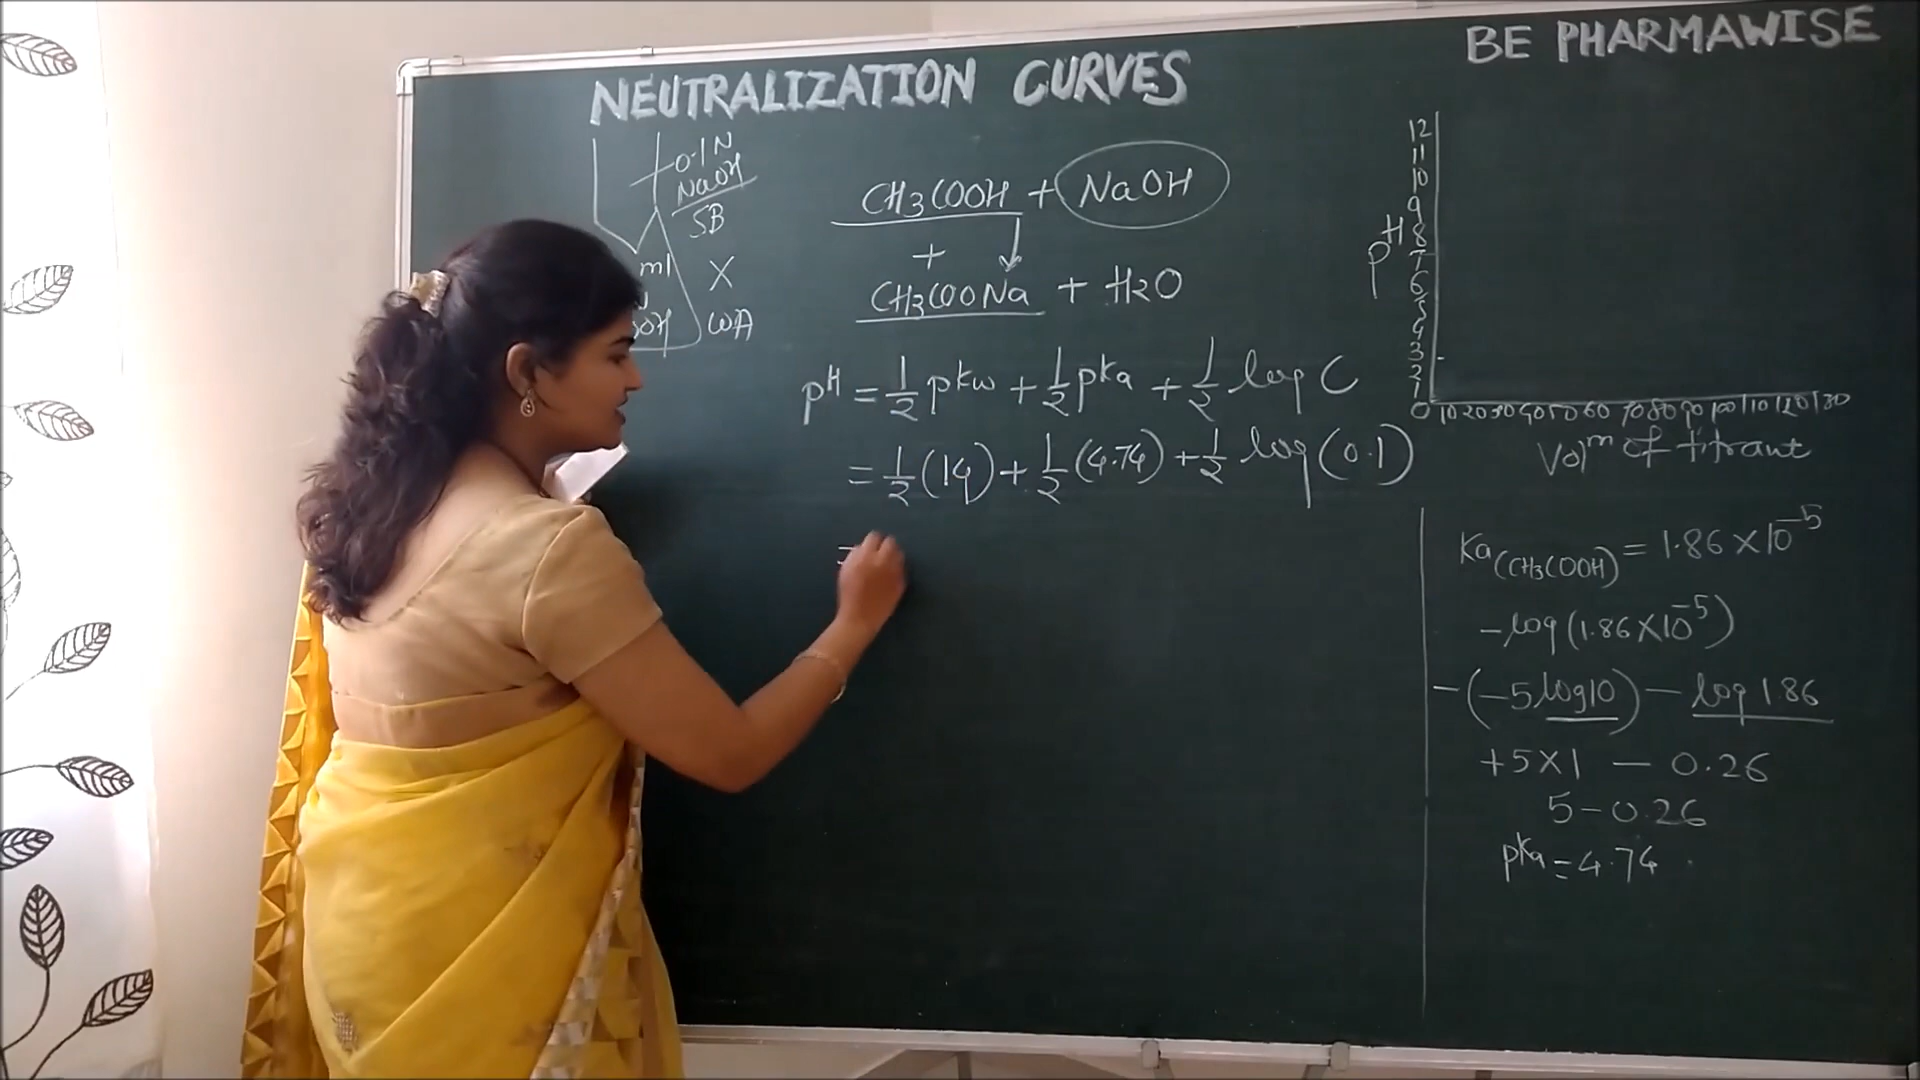 NEUTRALIZATION CURVES
BE PHARMAWISE
0.1N
NaOH
SB
ml X
WA
CH3COOH + NaOH
+
CH3COONa + H2O
pH = 1/2 pKw + 1/2 pKa + 1/2 log C
= 1/2 (14) + 1/2 (4.74) + 1/2 log (0.1)
=
12
11
10
9
8
7
6
5
4
3
2
1
0
pH
10 20 30 40 50 60 70 80 90 100 110 120 130
Volm of titrant
Ka(CH3COOH) = 1.86 X 10-5
-log (1.86 X 10-5)
-(-5 log10) - log 1.86
+5X1 - 0.26
5-0.26
pKa = 4.74